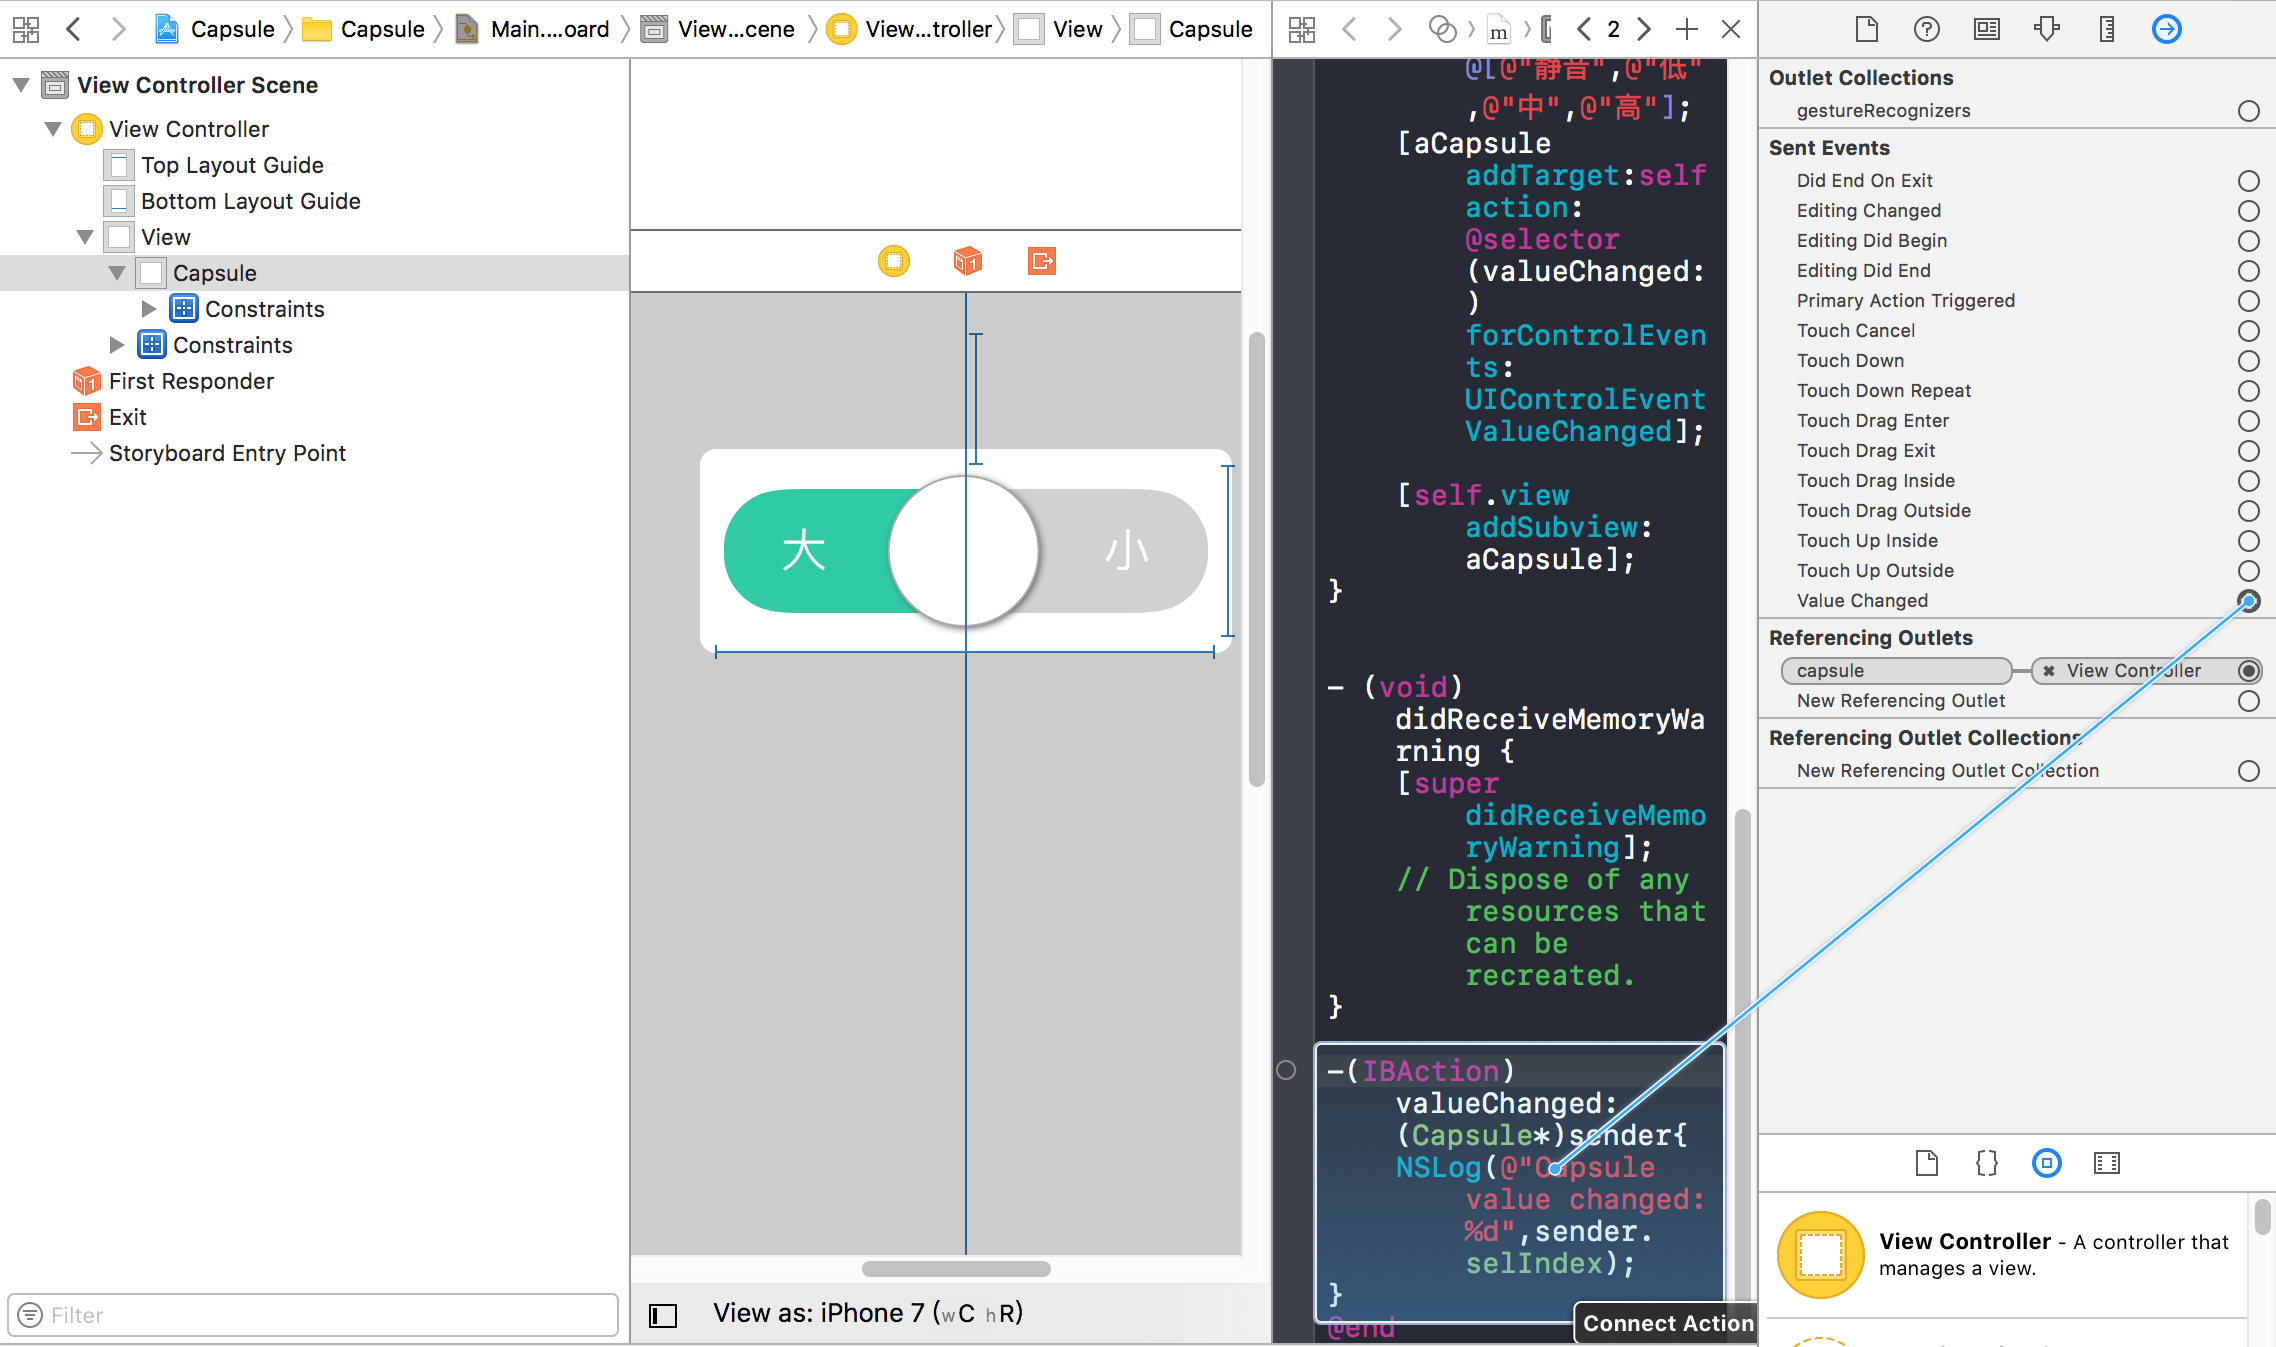 Capsule
Capsule
Main....oard
View...cene
View...troller
View
Capsule
m
2
View Controller Scene
View Controller
Top Layout Guide
Bottom Layout Guide
View
Capsule
Constraints
Constraints
First Responder
Exit
Storyboard Entry Point
Filter
大
小
View as: iPhone 7 (wC hR)
@[@"静音",@"低"
,@"中",@"高"];
[aCapsule
addTarget:self
action:
@selector
(valueChanged:
)
forControlEven
ts:
UIControlEvent
ValueChanged];
[self.view
addSubview:
aCapsule];
}
- (void)
didReceiveMemoryWa
rning {
[super
didReceiveMemo
ryWarning];
// Dispose of any
resources that
can be
recreated.
}
-(IBAction)
valueChanged:
(Capsule*)sender{
NSLog(@"Capsule
value changed:
%d",sender.
selIndex);
}
@end
Connect Action
Outlet Collections
gestureRecognizers
Sent Events
Did End On Exit
Editing Changed
Editing Did Begin
Editing Did End
Primary Action Triggered
Touch Cancel
Touch Down
Touch Down Repeat
Touch Drag Enter
Touch Drag Exit
Touch Drag Inside
Touch Drag Outside
Touch Up Inside
Touch Up Outside
Value Changed
Referencing Outlets
capsule
View Controller
New Referencing Outlet
Referencing Outlet Collections
New Referencing Outlet Collection
View Controller - A controller that
manages a view.